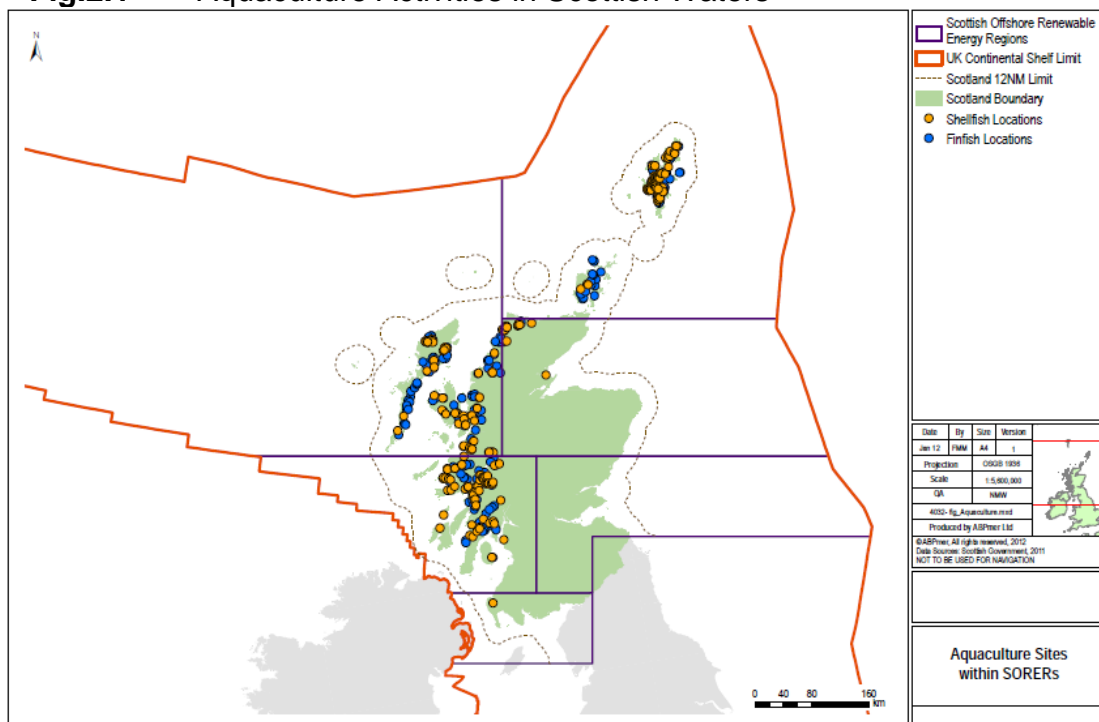 Aquaculture Activities in Scottish Waters
N
Scottish Offshore Renewable
Energy Regions
UK Continental Shelf Limit
Scotland 12NM Limit
Scotland Boundary
Shellfish Locations
Finfish Locations
Date By Size Version
Jan 12 FMM A4 1
Projection OSGB 1936
Scale 1:5,600,000
QA NMW
4032- fig_Aquaculture.mxd
Produced by ABPmer Ltd
©ABPmer, All rights reserved, 2012
Data Sources: Scottish Government, 2011
NOT TO BE USED FOR NAVIGATION
Aquaculture Sites
within SORERs
0 40 80 160
km